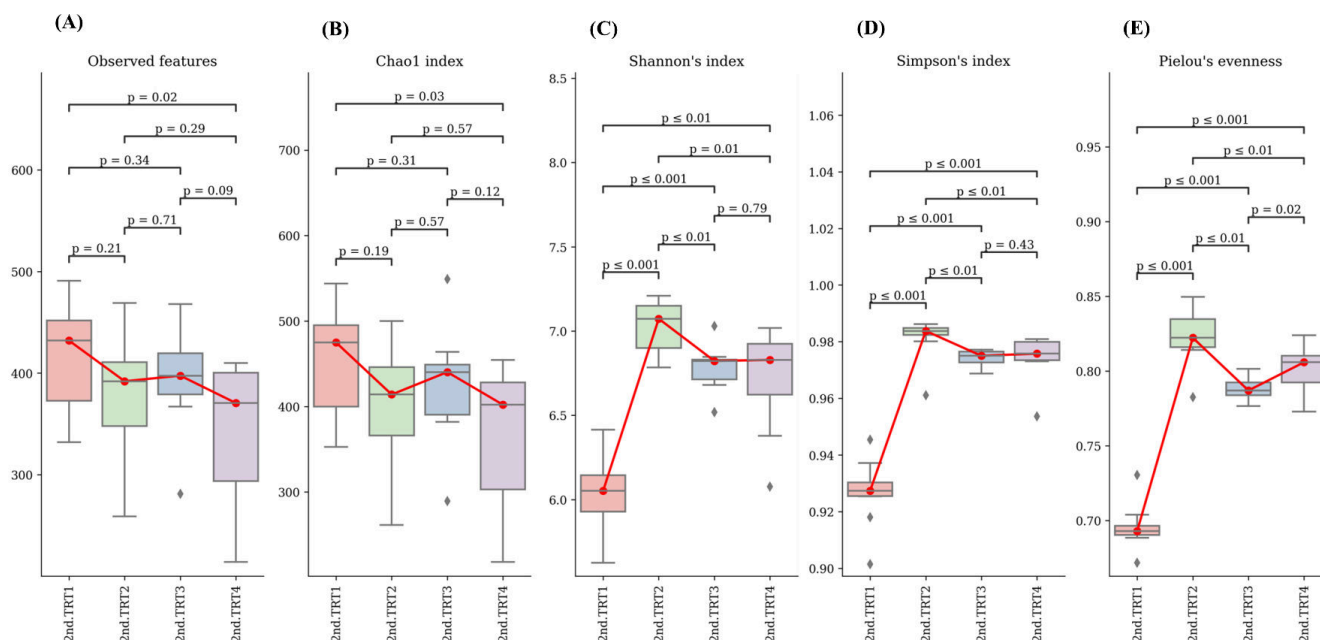 (A)
Observed features
p = 0.02
p = 0.29
p = 0.34
p = 0.09
p = 0.71
p = 0.21
600
500
400
300
2nd.TRT1
2nd.TRT2
2nd.TRT3
2nd.TRT4
(B)
Chao1 index
p = 0.03
p = 0.57
p = 0.31
p = 0.12
p = 0.57
p = 0.19
700
600
500
400
300
2nd.TRT1
2nd.TRT2
2nd.TRT3
2nd.TRT4
(C)
Shannon's index
p ≤ 0.01
p = 0.01
p ≤ 0.001
p = 0.79
p ≤ 0.01
p ≤ 0.001
8.5
8.0
7.5
7.0
6.5
6.0
2nd.TRT1
2nd.TRT2
2nd.TRT3
2nd.TRT4
(D)
Simpson's index
p ≤ 0.001
p ≤ 0.01
p ≤ 0.001
p = 0.43
p ≤ 0.01
p ≤ 0.001
1.06
1.04
1.02
1.00
0.98
0.96
0.94
0.92
0.90
2nd.TRT1
2nd.TRT2
2nd.TRT3
2nd.TRT4
(E)
Pielou's evenness
p ≤ 0.001
p ≤ 0.01
p ≤ 0.001
p = 0.02
p ≤ 0.01
p ≤ 0.001
0.95
0.90
0.85
0.80
0.75
0.70
2nd.TRT1
2nd.TRT2
2nd.TRT3
2nd.TRT4